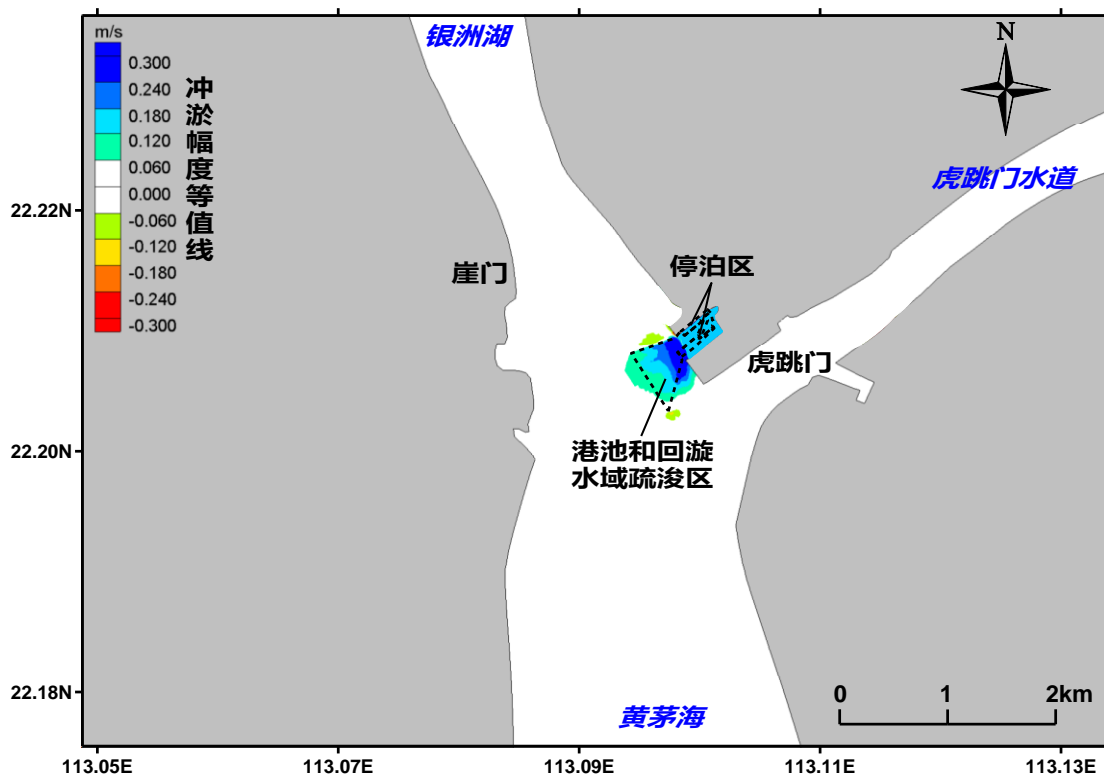 m/s
0.300
0.240
0.180
0.120
0.060
0.000
-0.060
-0.120
-0.180
-0.240
-0.300
冲淤幅度等值线
银洲湖
N
虎跳门水道
22.22N
崖门
停泊区
虎跳门
22.20N
港池和回漩
水域疏浚区
22.18N
黄茅海
0 1 2km
113.05E 113.07E 113.09E 113.11E 113.13E